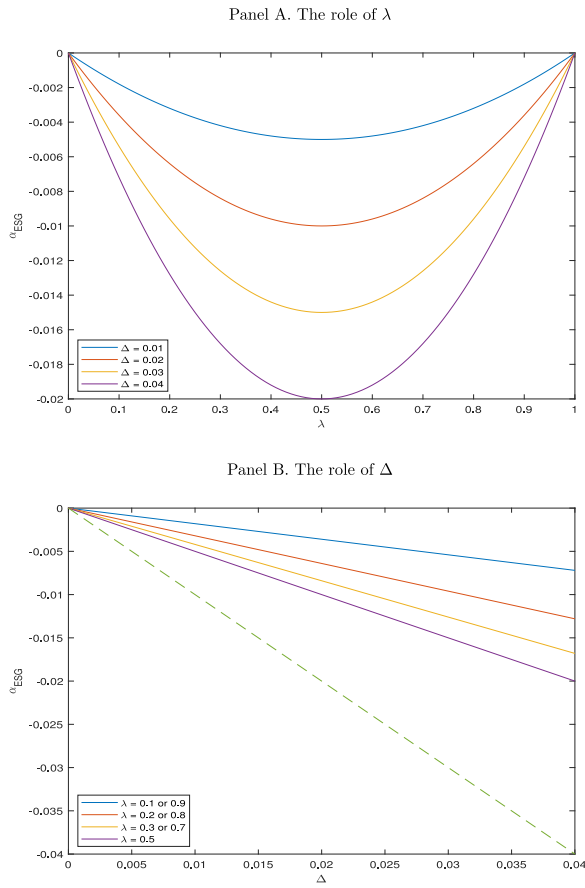 Panel A. The role of λ
0
-0.002
-0.004
-0.006
-0.008
-0.01
-0.012
-0.014
-0.016
-0.018
-0.02
α_ESG
Δ = 0.01
Δ = 0.02
Δ = 0.03
Δ = 0.04
0 0.1 0.2 0.3 0.4 0.5 0.6 0.7 0.8 0.9 1
λ
Panel B. The role of Δ
0
-0.005
-0.01
-0.015
-0.02
-0.025
-0.03
-0.035
-0.04
α_ESG
λ = 0.1 or 0.9
λ = 0.2 or 0.8
λ = 0.3 or 0.7
λ = 0.5
0 0.005 0.01 0.015 0.02 0.025 0.03 0.035 0.04
Δ